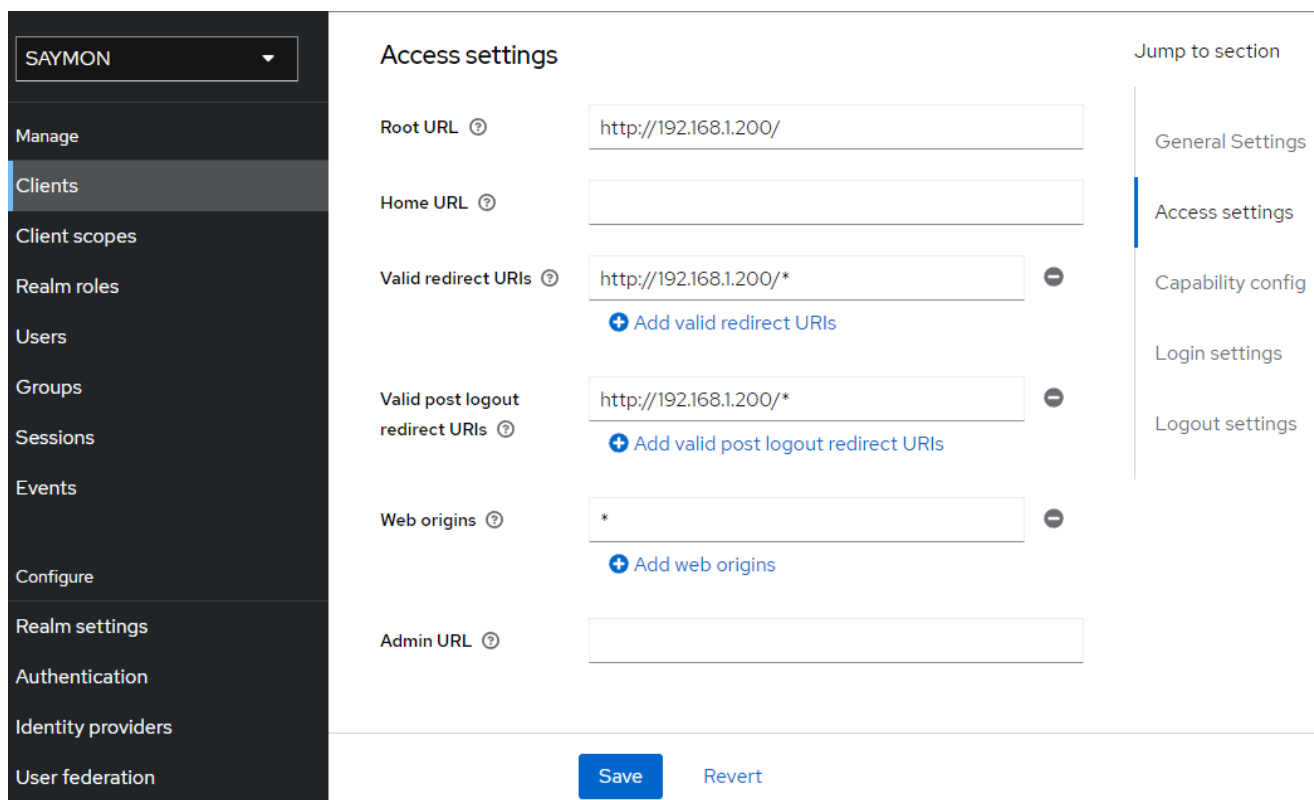 SAYMON
Manage
Clients
Client scopes
Realm roles
Users
Groups
Sessions
Events
Configure
Realm settings
Authentication
Identity providers
User federation
Access settings
Root URL
http://192.168.1.200/
Home URL
Valid redirect URIs
http://192.168.1.200/*
Add valid redirect URIs
Valid post logout
redirect URIs
http://192.168.1.200/*
Add valid post logout redirect URIs
Web origins
*
Add web origins
Admin URL
Save
Revert
Jump to section
General Settings
Access settings
Capability config
Login settings
Logout settings